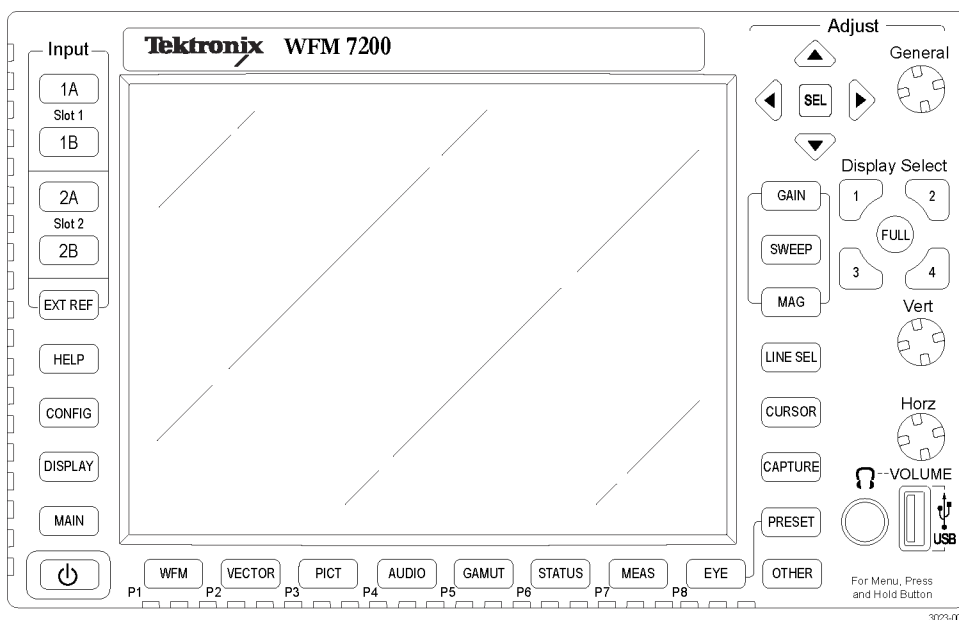 Tektronix WFM 7200
Input
1A
Slot 1
1B
2A
Slot 2
2B
EXT REF
HELP
CONFIG
DISPLAY
MAIN
Adjust
General
SEL
Display Select
1
2
FULL
3
4
GAIN
SWEEP
MAG
Vert
LINE SEL
Horz
CURSOR
CAPTURE
VOLUME
USB
PRESET
OTHER
For Menu, Press
and Hold Button
WFM
VECTOR
PICT
AUDIO
GAMUT
STATUS
MEAS
EYE
P1
P2
P3
P4
P5
P6
P7
P8